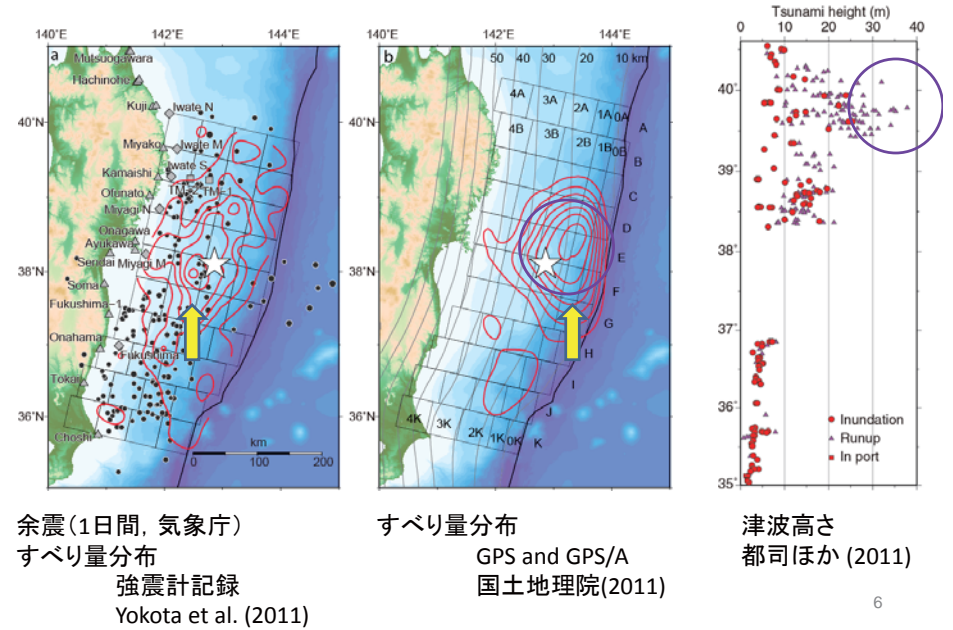 140°E
142°E
144°E
a
Mutsuogawara
Hachinohe
Kuji
Iwate N
40°N
Miyako
Iwate M
Iwate S
Kamaishi
TM-1
Ofunato
Miyagi N
Onagawa
Ayukawa
38°N
Sendai
Miyagi M
Soma
Fukushima-1
Onahama
Fukushima
Tokai
36°N
Choshi
km
0
100
200
140°E
142°E
144°E
b
50
40
30
20
10 km
4A
3A
2A
1A
0A
A
40°N
4B
3B
2B
1B
0B
B
C
D
E
38°N
F
G
H
I
J
36°N
4K
3K
2K
1K
0K
K
Tsunami height (m)
0 10 20 30 40
40°
39°
38°
37°
36°
35°
Inundation
Runup
In port
余震(1日間, 気象庁)
すべり量分布
強震計記録
Yokota et al. (2011)
すべり量分布
GPS and GPS/A
国土地理院(2011)
津波高さ
都司ほか (2011)
6